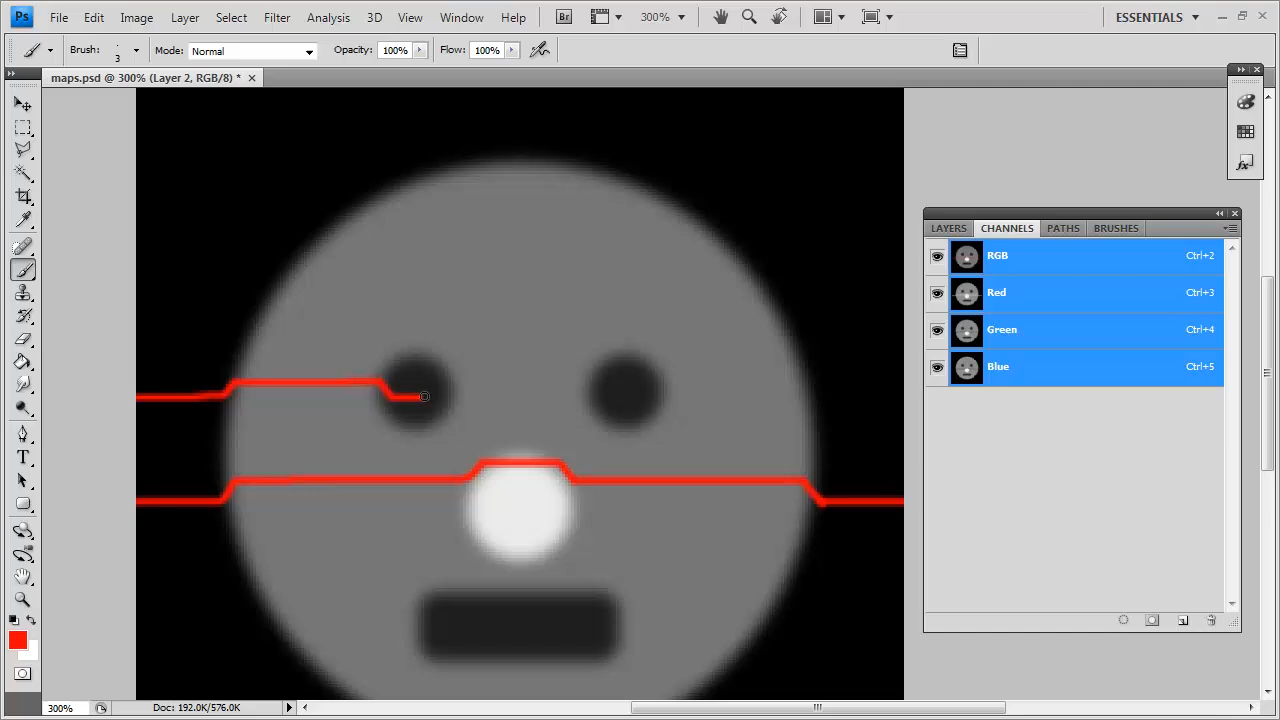 Ps File Edit Image Layer Select Filter Analysis 3D View Window Help Br 300% ESSENTIALS
Brush: 3 Mode: Normal Opacity: 100% Flow: 100%
maps.psd @ 300% (Layer 2, RGB/8) *
LAYERS CHANNELS PATHS BRUSHES
RGB Ctrl+2
Red Ctrl+3
Green Ctrl+4
Blue Ctrl+5
T
fx
300% Doc: 192.0K/576.0K